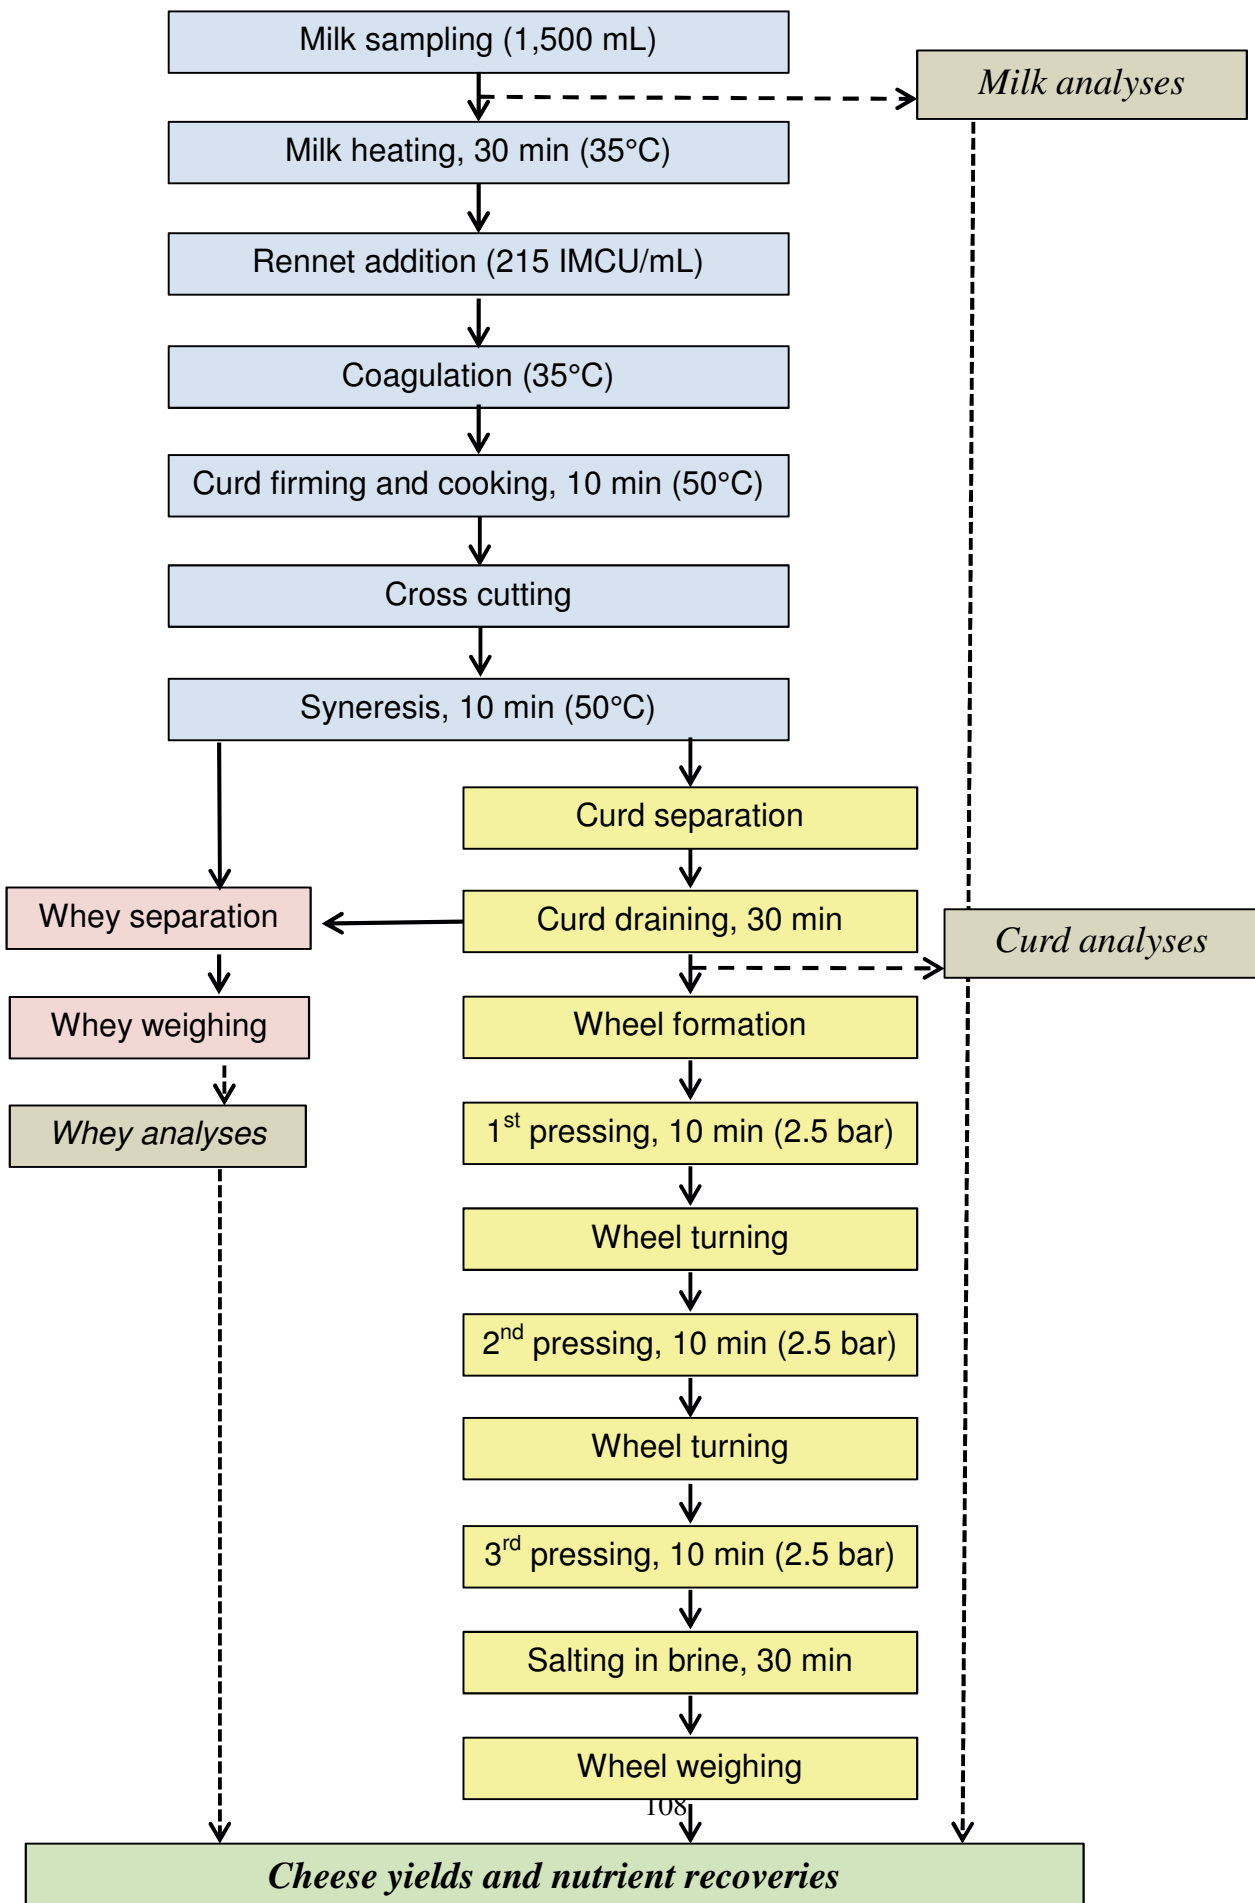 Milk sampling (1,500 mL)
Milk analyses
Milk heating, 30 min (35°C)
Rennet addition (215 IMCU/mL)
Coagulation (35°C)
Curd firming and cooking, 10 min (50°C)
Cross cutting
Syneresis, 10 min (50°C)
Curd separation
Whey separation
Curd draining, 30 min
Curd analyses
Whey weighing
Wheel formation
Whey analyses
1st pressing, 10 min (2.5 bar)
Wheel turning
2nd pressing, 10 min (2.5 bar)
Wheel turning
3rd pressing, 10 min (2.5 bar)
Salting in brine, 30 min
Wheel weighing
108
Cheese yields and nutrient recoveries